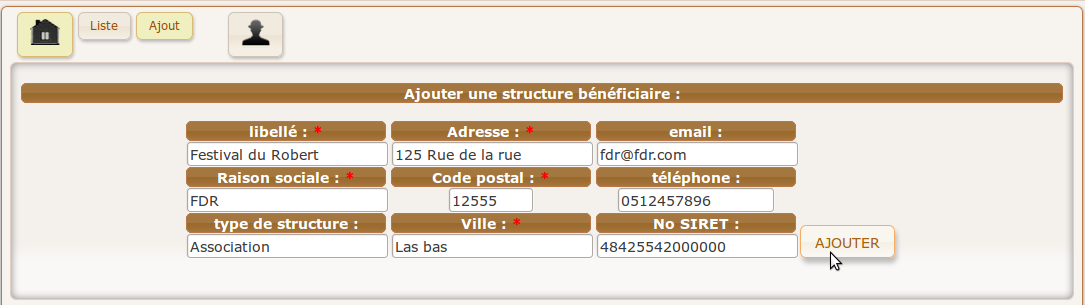 Liste Ajout
Ajouter une structure bénéficiaire :
libellé : * Adresse : * email :
Festival du Robert 125 Rue de la rue fdr@fdr.com
Raison sociale : * Code postal : * téléphone :
FDR 12555 0512457896
type de structure : Ville : * No SIRET :
Association Las bas 48425542000000 AJOUTER